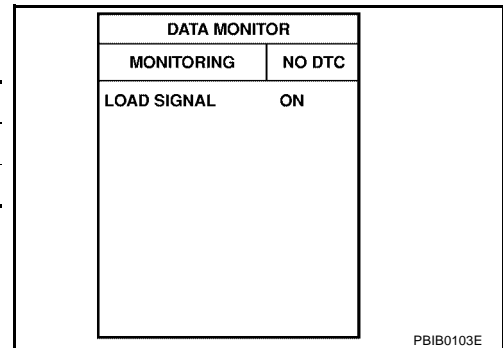 DATA MONITOR
MONITORING NO DTC
LOAD SIGNAL ON
PBIB0103E